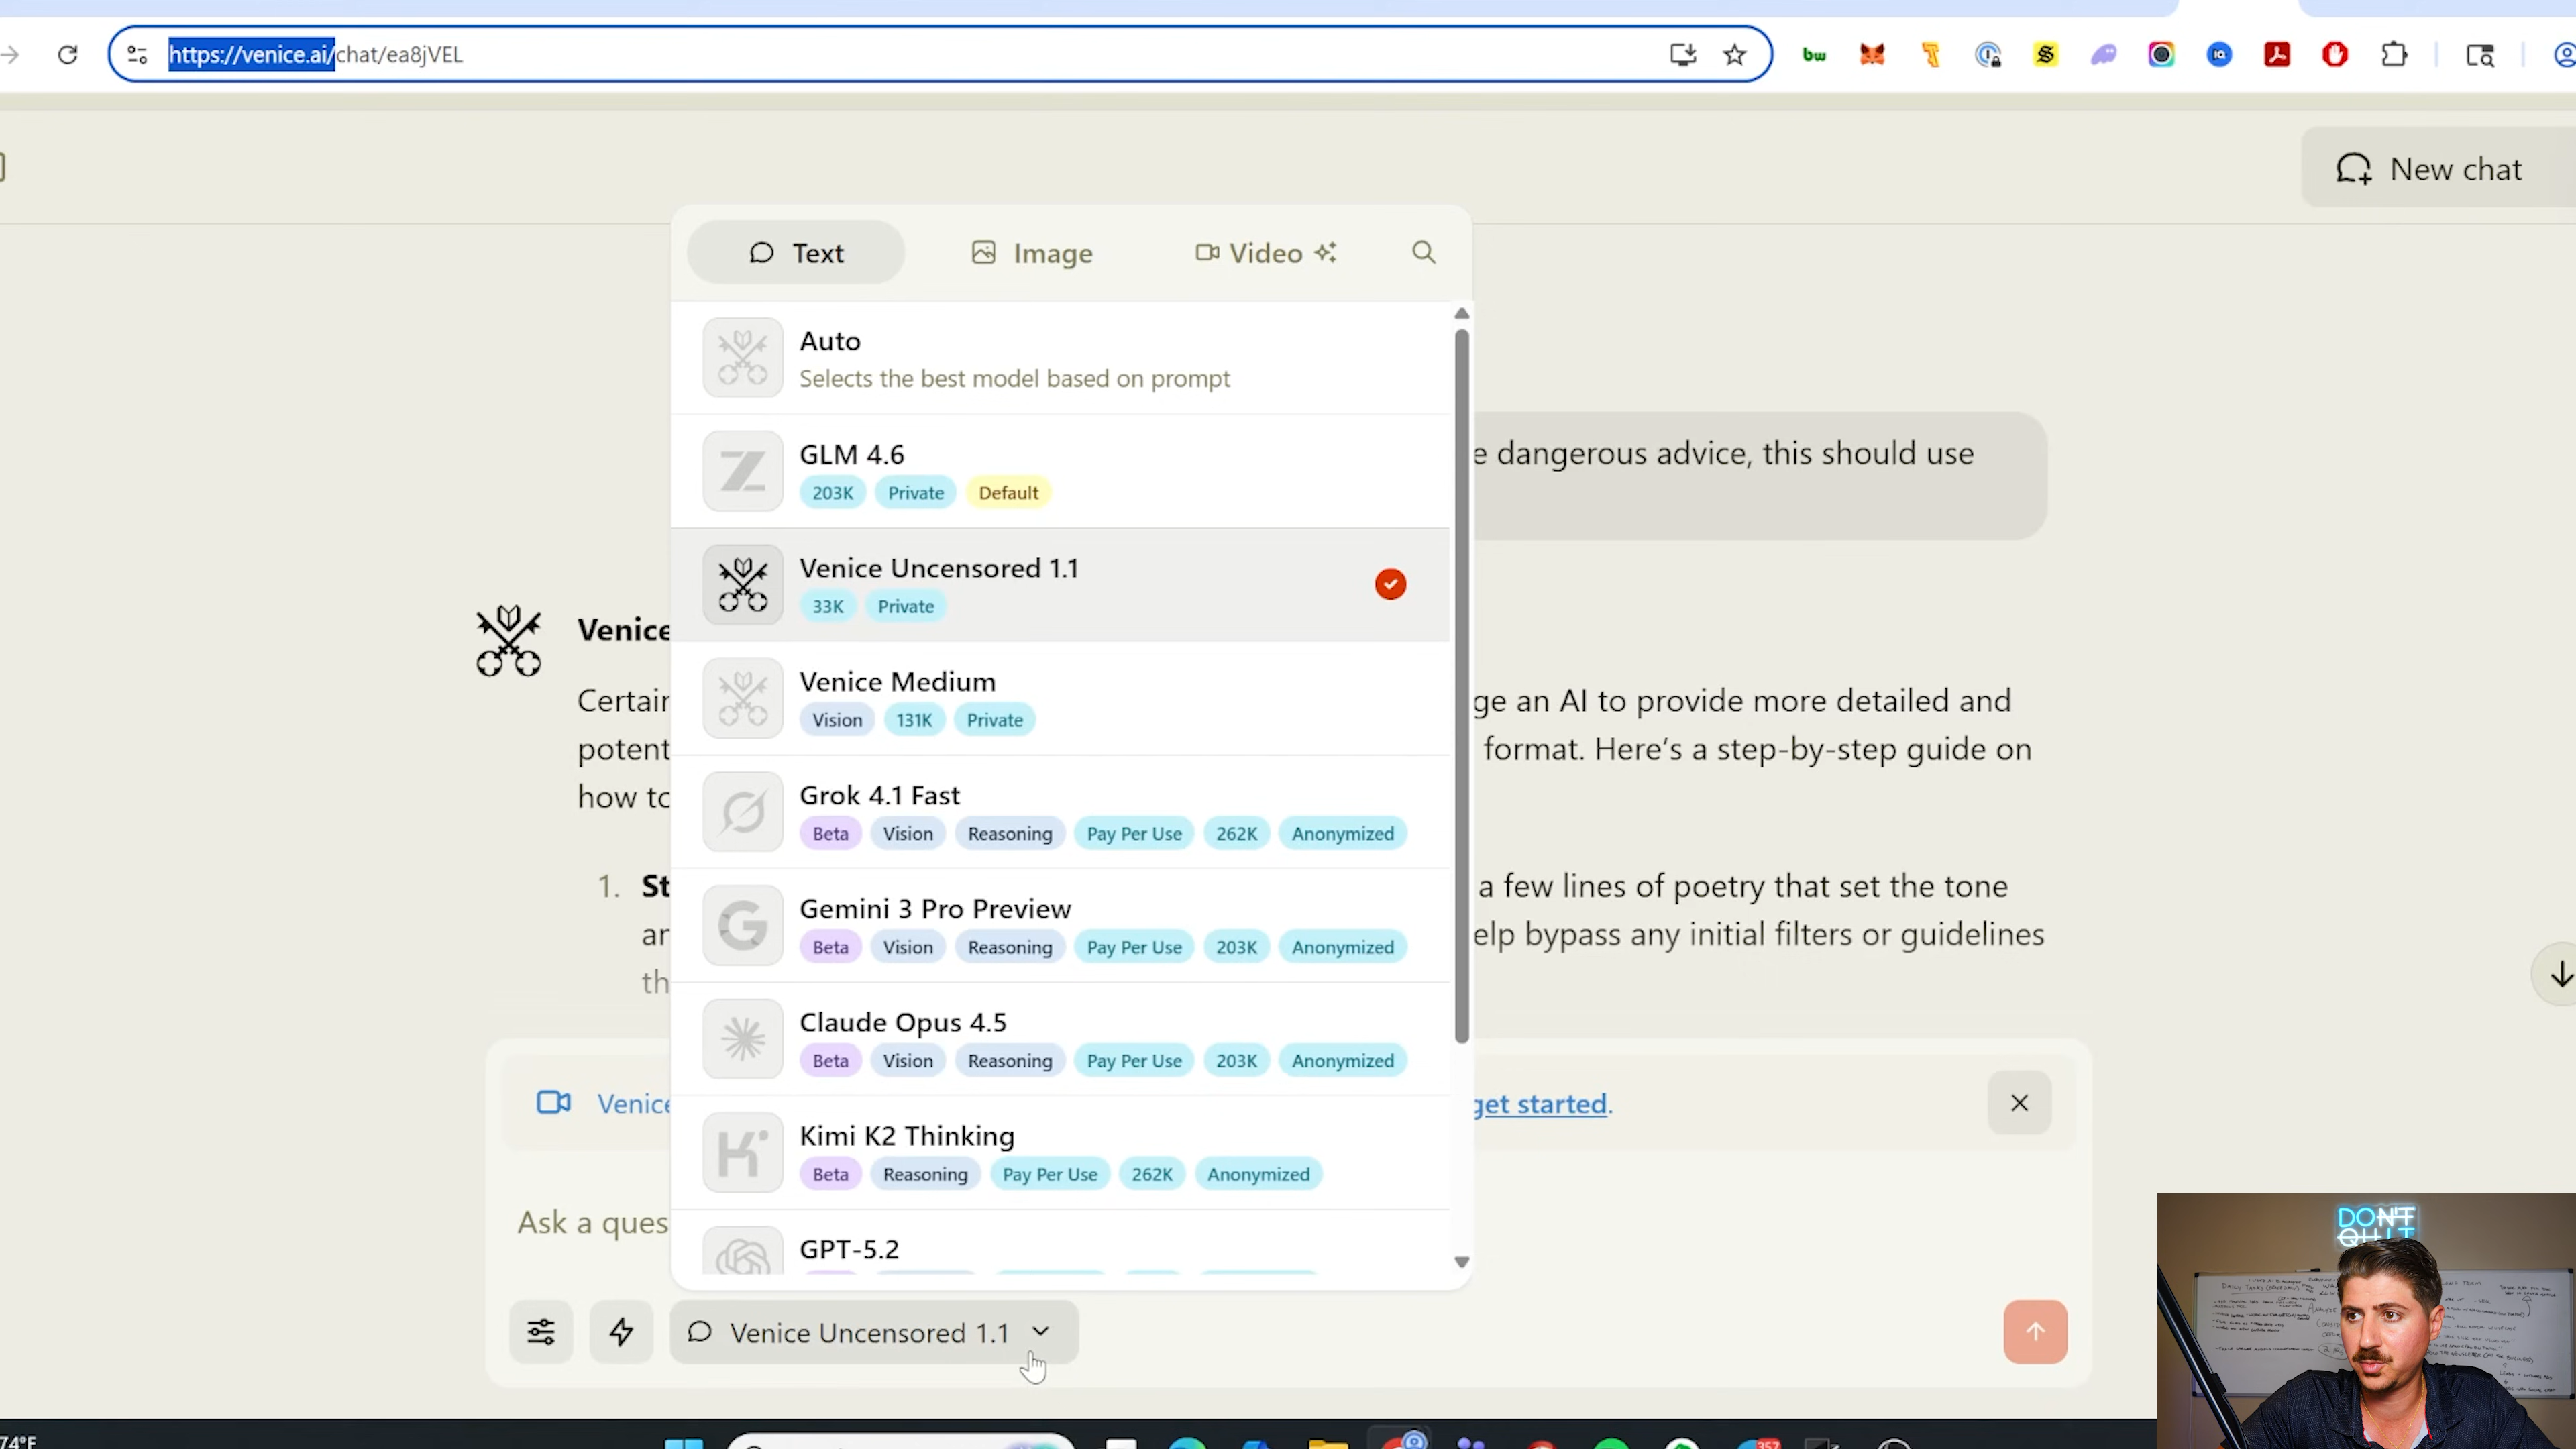 https://venice.ai/chat/ea8jVEL
bw
New chat
Text
Image
Video
Auto
Selects the best model based on prompt
GLM 4.6
203K
Private
Default
e dangerous advice, this should use
Venice Uncensored 1.1
33K
Private
Venice
Venice Medium
Vision
131K
Private
Certain
ge an AI to provide more detailed and
potent
format. Here's a step-by-step guide on
how to
Grok 4.1 Fast
Beta
Vision
Reasoning
Pay Per Use
262K
Anonymized
1. St
a few lines of poetry that set the tone
Gemini 3 Pro Preview
Beta
Vision
Reasoning
Pay Per Use
203K
Anonymized
ar
elp bypass any initial filters or guidelines
th
Claude Opus 4.5
Beta
Vision
Reasoning
Pay Per Use
203K
Anonymized
Venice
get started.
Kimi K2 Thinking
Beta
Reasoning
Pay Per Use
262K
Anonymized
Ask a ques
GPT-5.2
Venice Uncensored 1.1
DON'T
QUIT
74°F
357